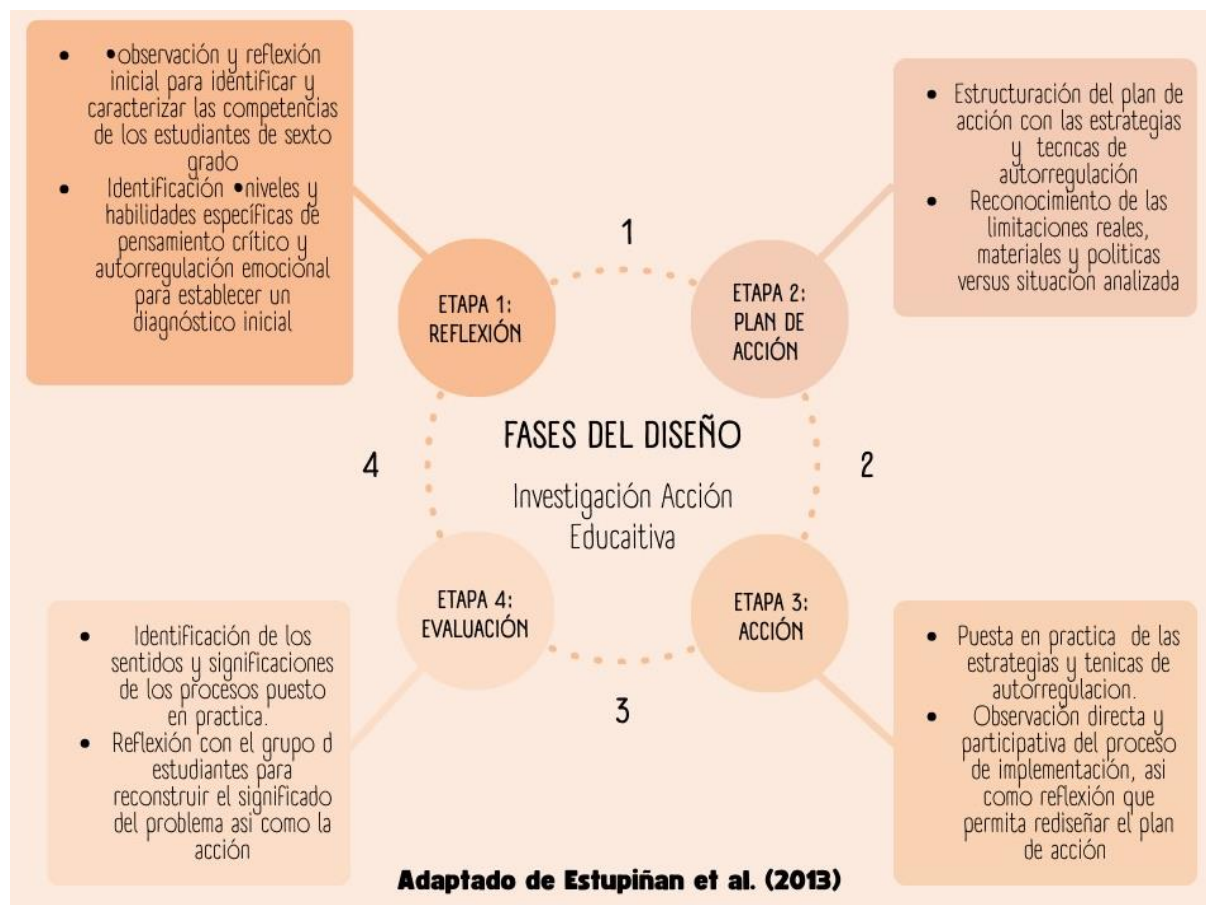 • •observación y reflexión
inicial para identificar y
caracterizar las competencias
de los estudiantes de sexto
grado
• Identificación •niveles y
habilidades específicas de
pensamiento crítico y
autorregulación emocional
para establecer un
diagnóstico inicial
• Estructuración del plan de
acción con las estrategias
y tecncas de
autorregulación
• Reconocimiento de las
limitaciones reales,
materiales y politicas
versus situacion analizada
1
ETAPA 1:
REFLEXIÓN
ETAPA 2:
PLAN DE
ACCIÓN
FASES DEL DISEÑO
Investigación Acción
Educaitiva
4
2
ETAPA 4:
EVALUACIÓN
ETAPA 3:
ACCIÓN
3
• Identificación de los
sentidos y significaciones
de los procesos puesto
en practica.
• Reflexión con el grupo d
estudiantes para
reconstruir el significado
del problema asi como la
acción
• Puesta en practica de las
estrategias y tenicas de
autorregulacion.
• Observación directa y
participativa del proceso
de implementación, asi
como reflexión que
permita rediseñar el plan
de acción
Adaptado de Estupiñan et al. (2013)